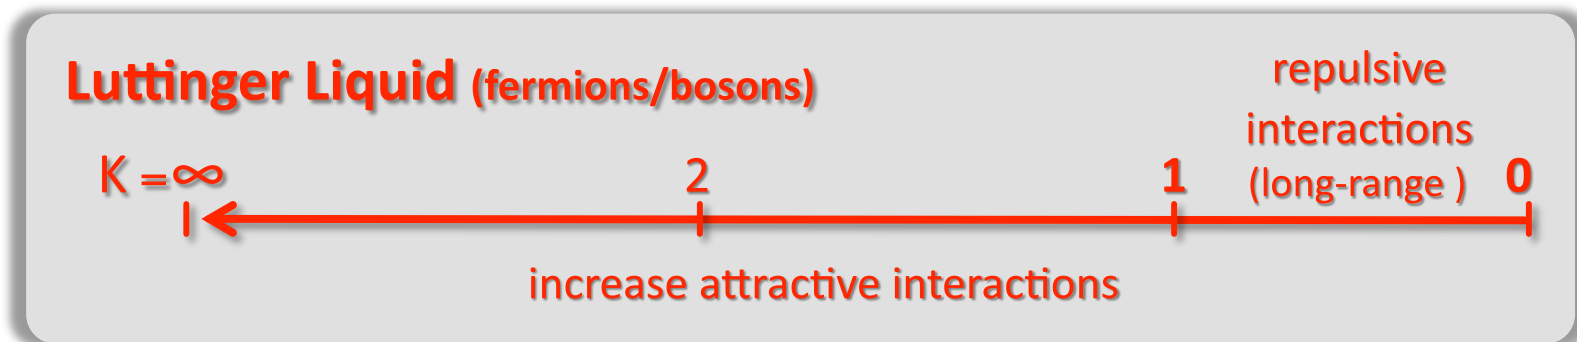 Luttinger Liquid (fermions/bosons)
repulsive
interactions
(long-range )
K =∞ 2 1 0
increase attractive interactions